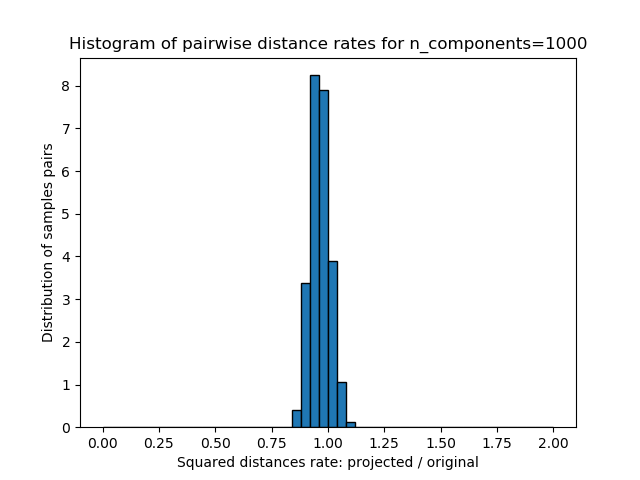 Histogram of pairwise distance rates for n_components=1000
Distribution of samples pairs
8
7
6
5
4
3
2
1
0
0.00 0.25 0.50 0.75 1.00 1.25 1.50 1.75 2.00
Squared distances rate: projected / original